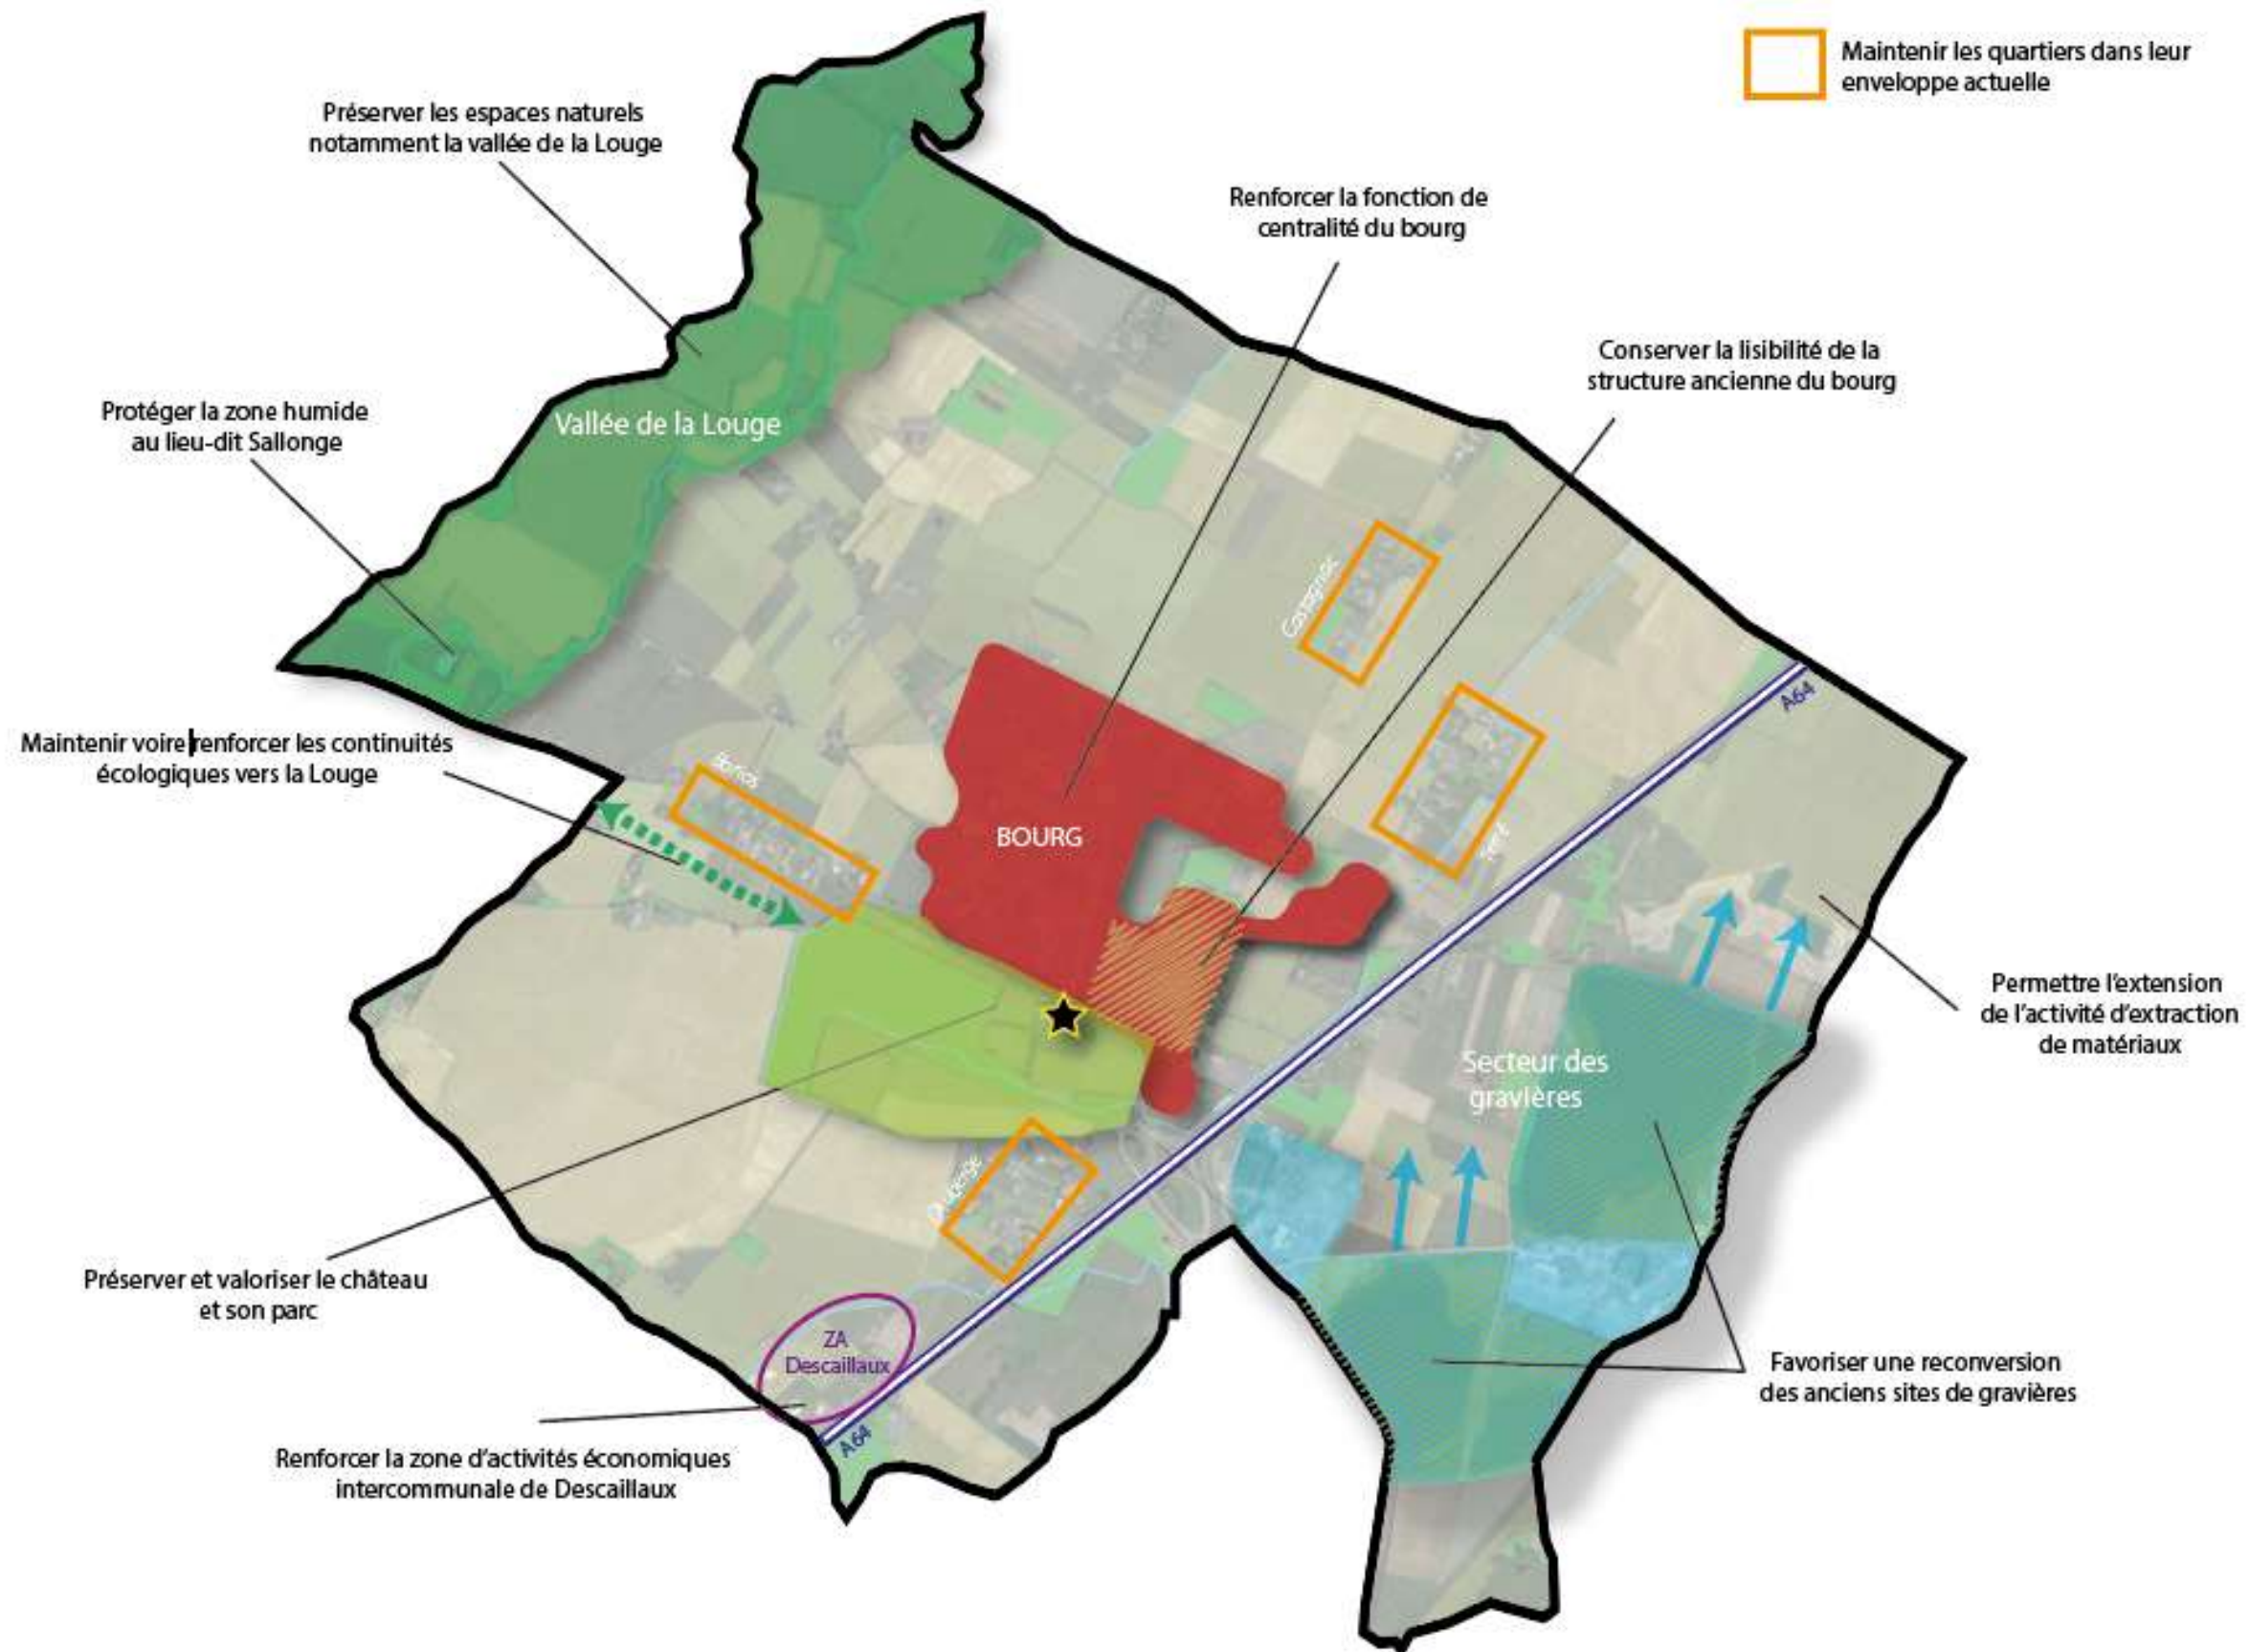 Maintenir les quartiers dans leur
enveloppe actuelle
Préserver les espaces naturels
notamment la vallée de la Louge
Renforcer la fonction de
centralité du bourg
Conserver la lisibilité de la
structure ancienne du bourg
Protéger la zone humide
au lieu-dit Sallonge
Vallée de la Louge
Castagnac
A64
Maintenir voire renforcer les continuités
écologiques vers la Louge
BOURG
Permettre l'extension
de l'activité d'extraction
de matériaux
Secteur des
gravières
Préserver et valoriser le château
et son parc
ZA
Descaillaux
Favoriser une reconversion
des anciens sites de gravières
A64
Renforcer la zone d'activités économiques
intercommunale de Descaillaux